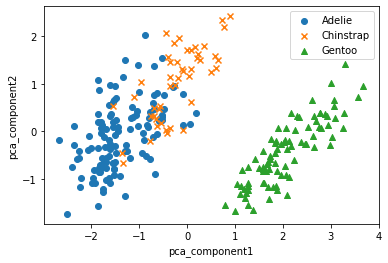 Adelie
Chinstrap
Gentoo
pca_component2
2
1
0
−1
−2
−1
0
1
2
3
4
pca_component1